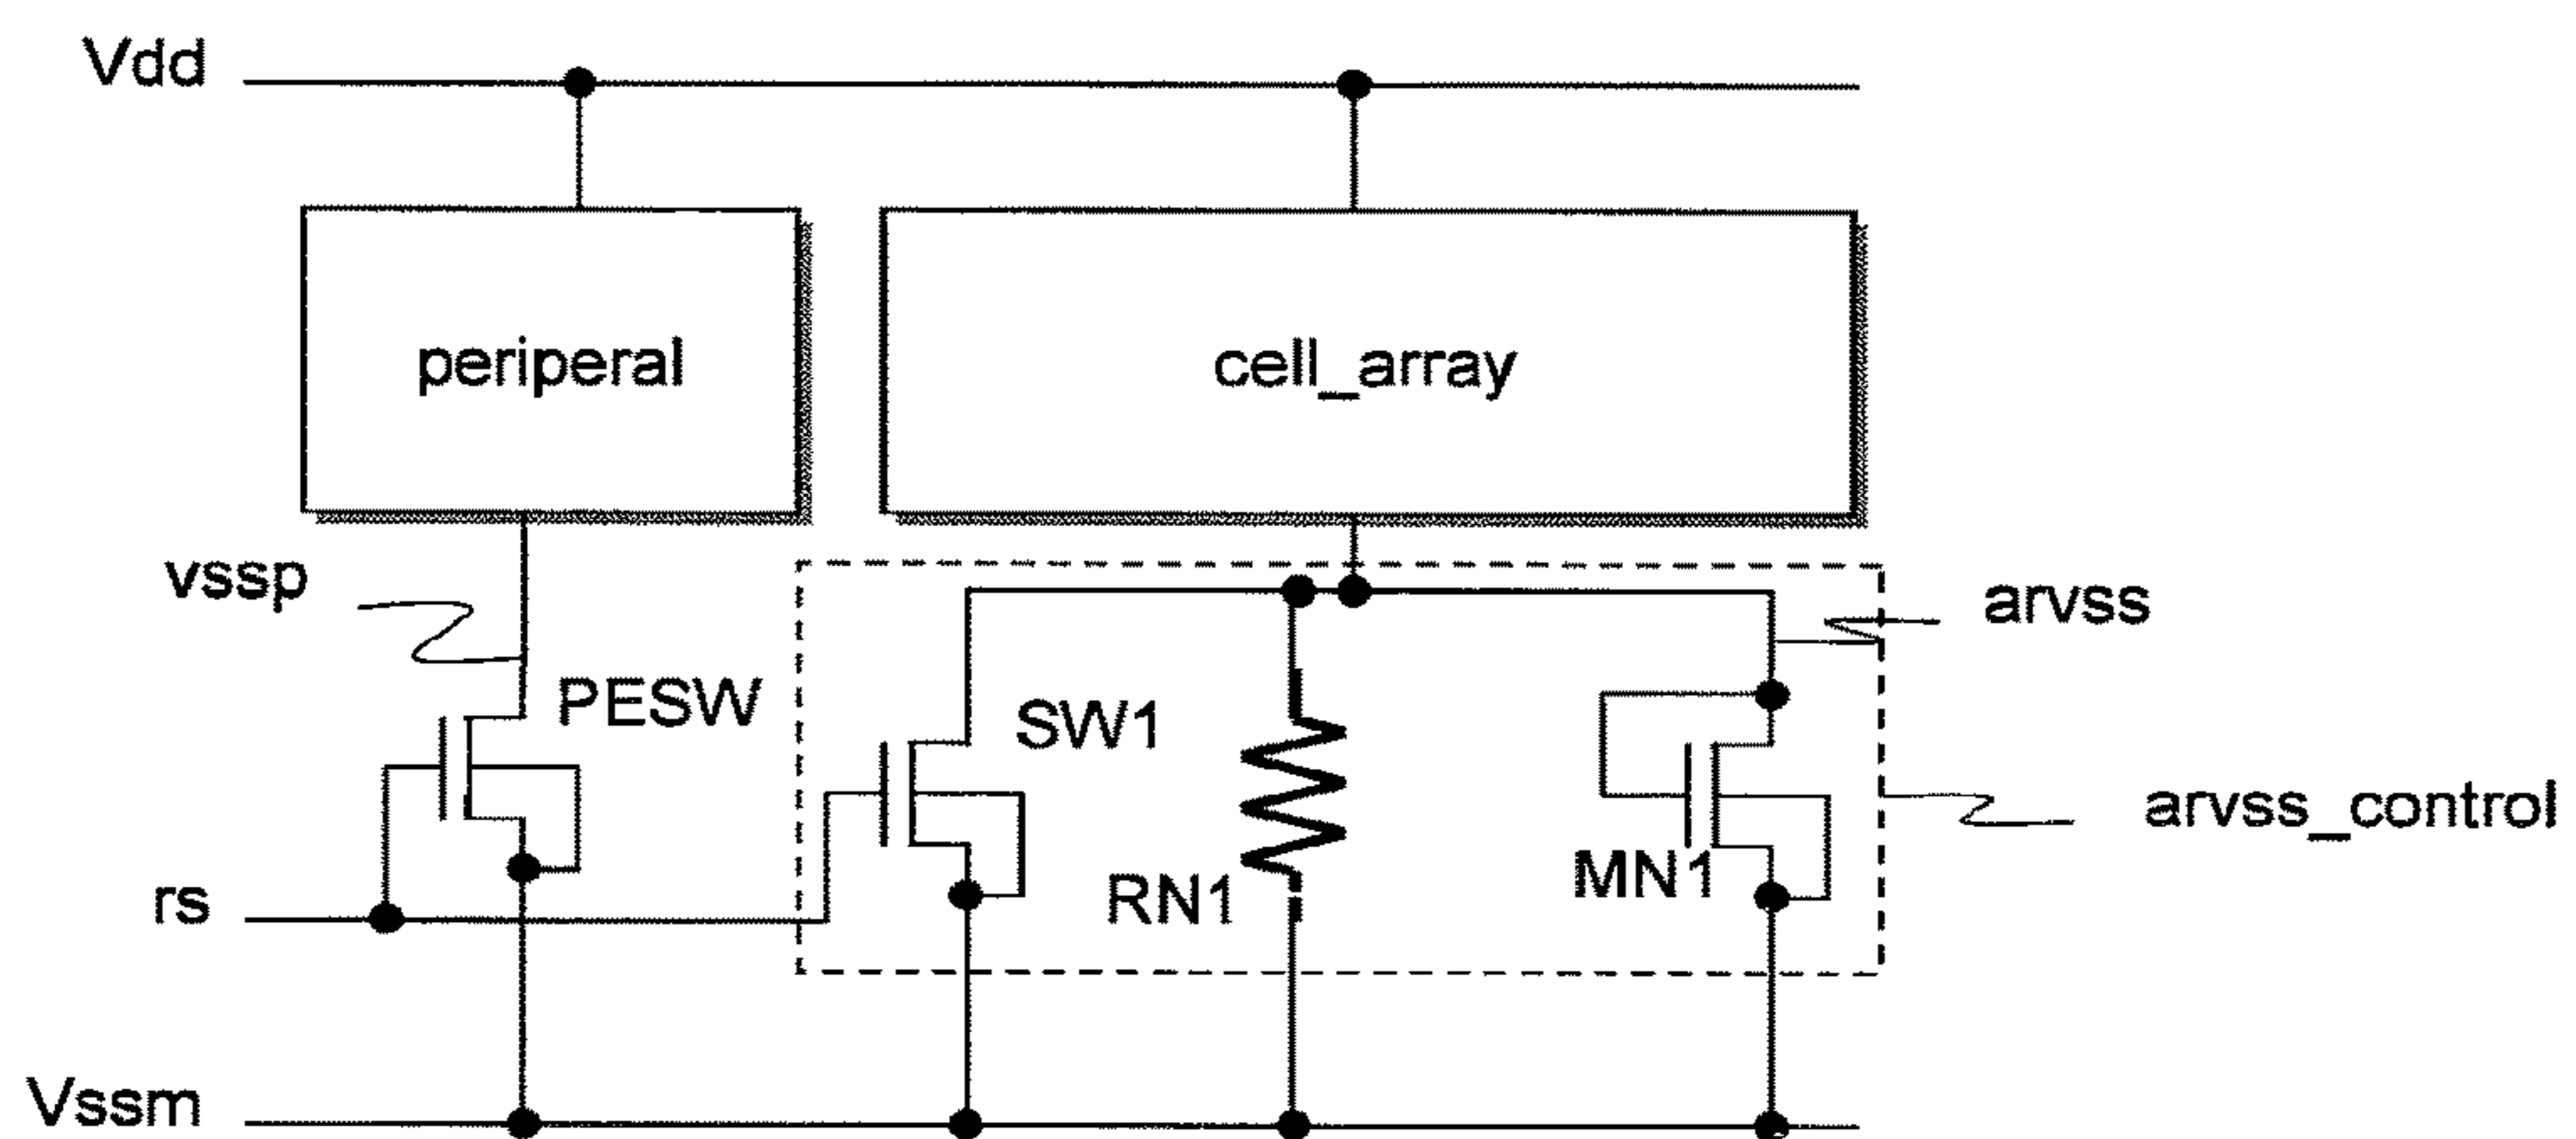 Vdd
periperal
cell_array
vssp
arvss
PESW
SW1
arvss_control
MN1
RN1
rs
Vssm